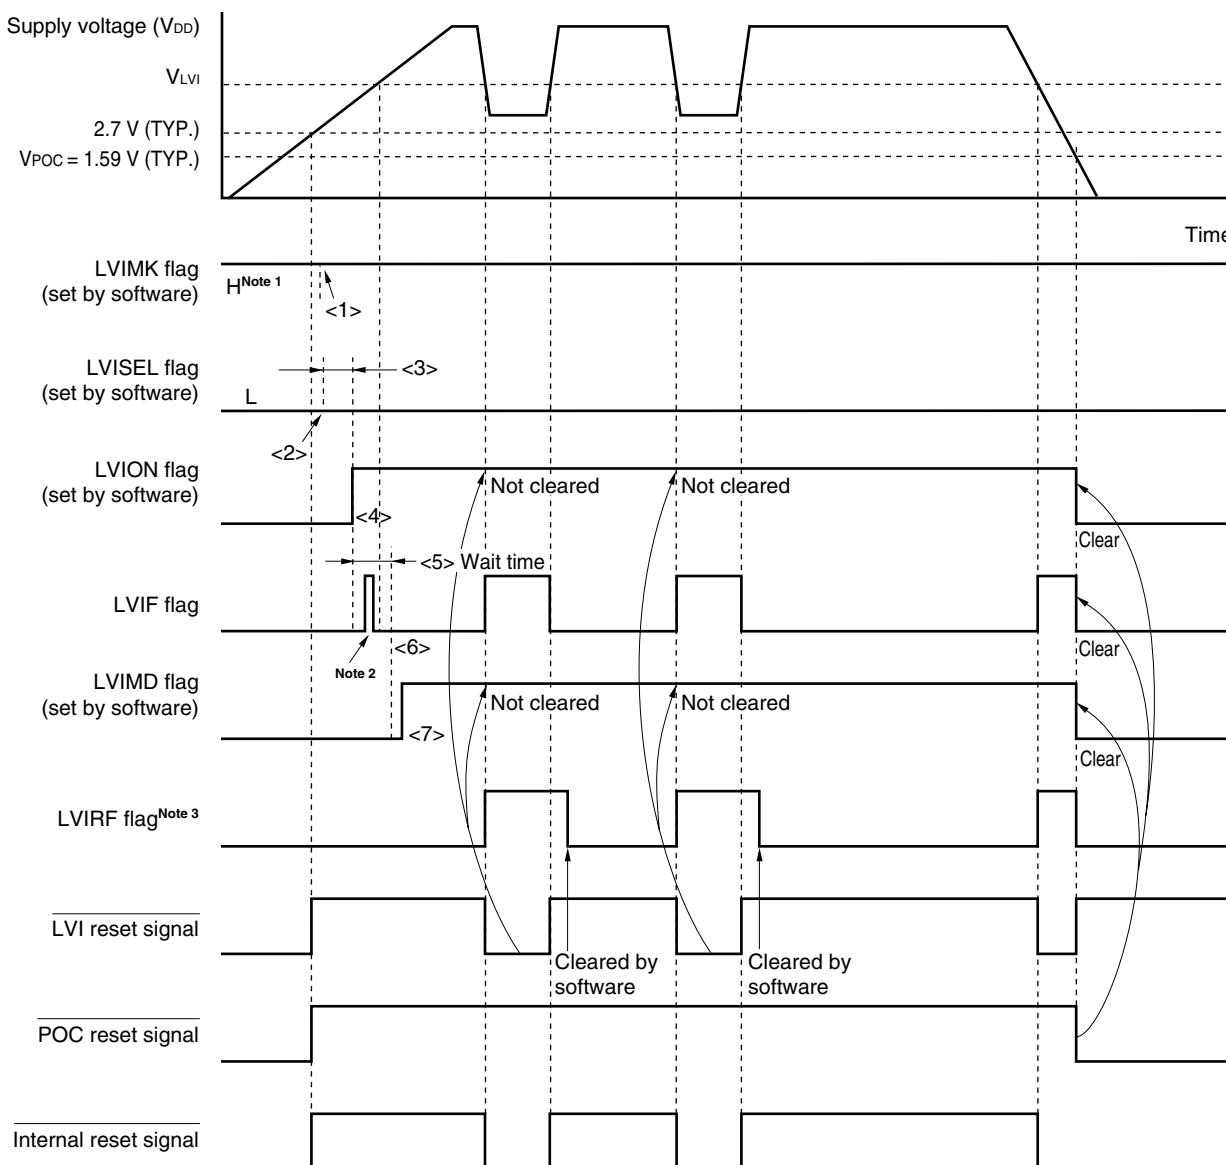 Supply voltage (VDD)
VLVI
2.7 V (TYP.)
VPOC = 1.59 V (TYP.)
Time
LVIMK flag
(set by software)
HNote 1
<1>
LVISEL flag
(set by software)
<3>
L
<2>
LVION flag
(set by software)
Not cleared
Not cleared
<4>
Clear
<5> Wait time
LVIF flag
Note 2
<6>
Clear
LVIMD flag
(set by software)
Not cleared
Not cleared
<7>
Clear
LVIRF flagNote 3
LVI reset signal
Cleared by
software
Cleared by
software
POC reset signal
Internal reset signal